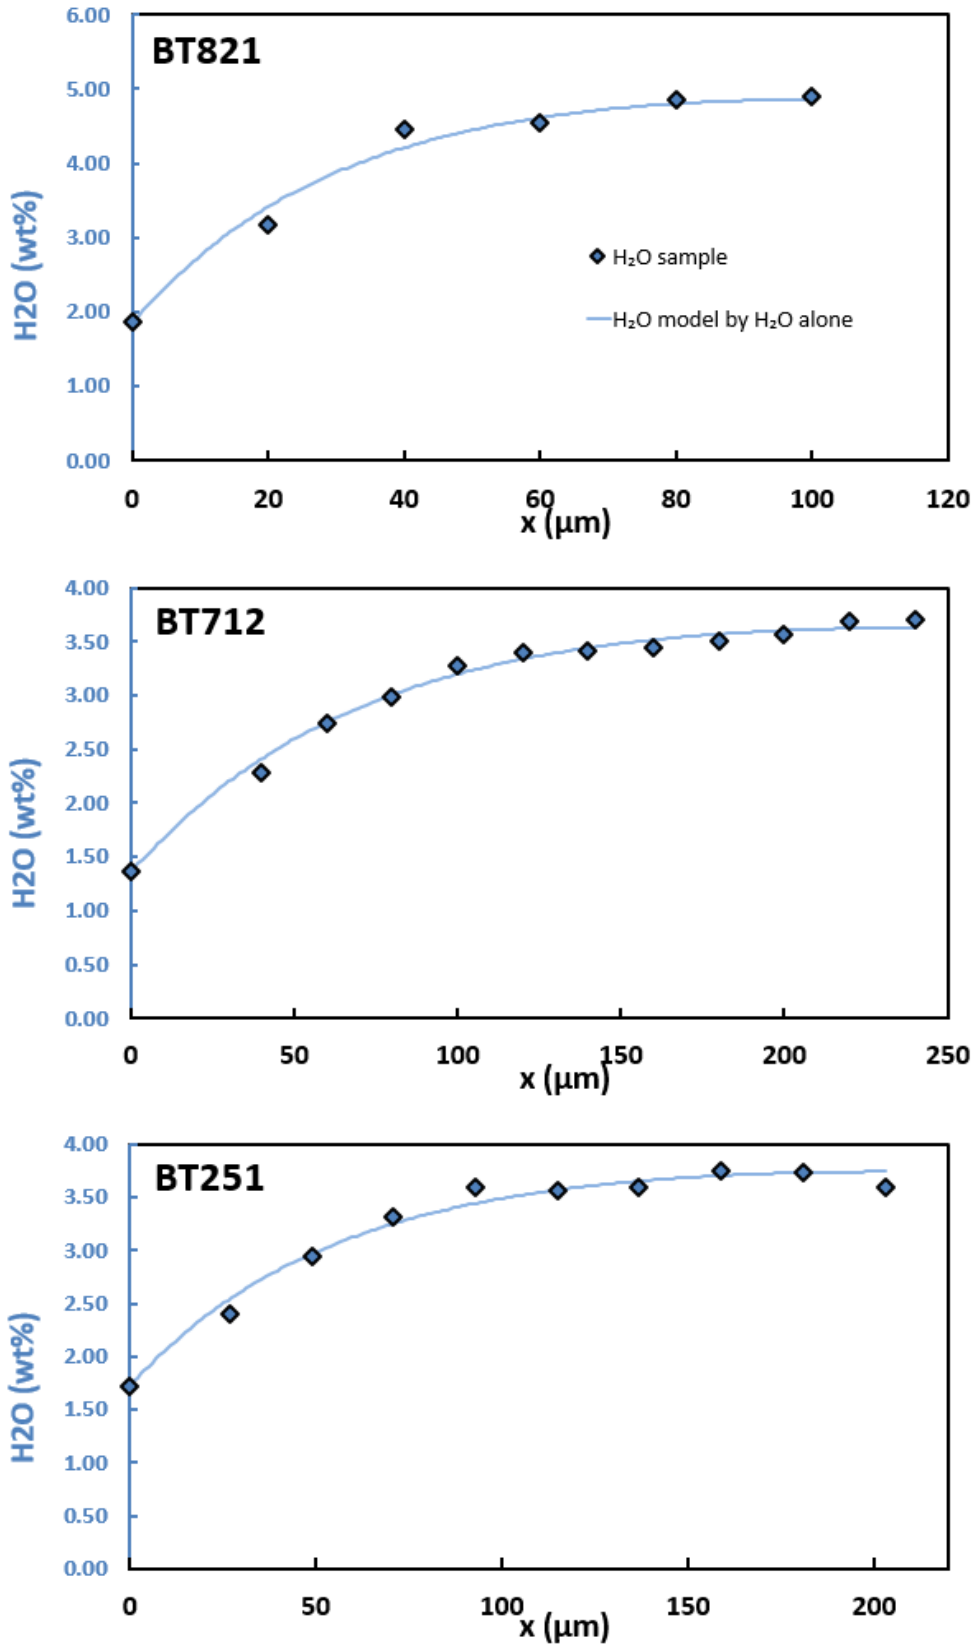 BT821
6.00
5.00
4.00
3.00
2.00
1.00
0.00
H2O (wt%)
H₂O sample
H₂O model by H₂O alone
0 20 40 60 80 100 120
x (μm)
BT712
4.00
3.50
3.00
2.50
2.00
1.50
1.00
0.50
0.00
H2O (wt%)
0 50 100 150 200 250
x (μm)
BT251
4.00
3.50
3.00
2.50
2.00
1.50
1.00
0.50
0.00
H2O (wt%)
0 50 100 150 200
x (μm)